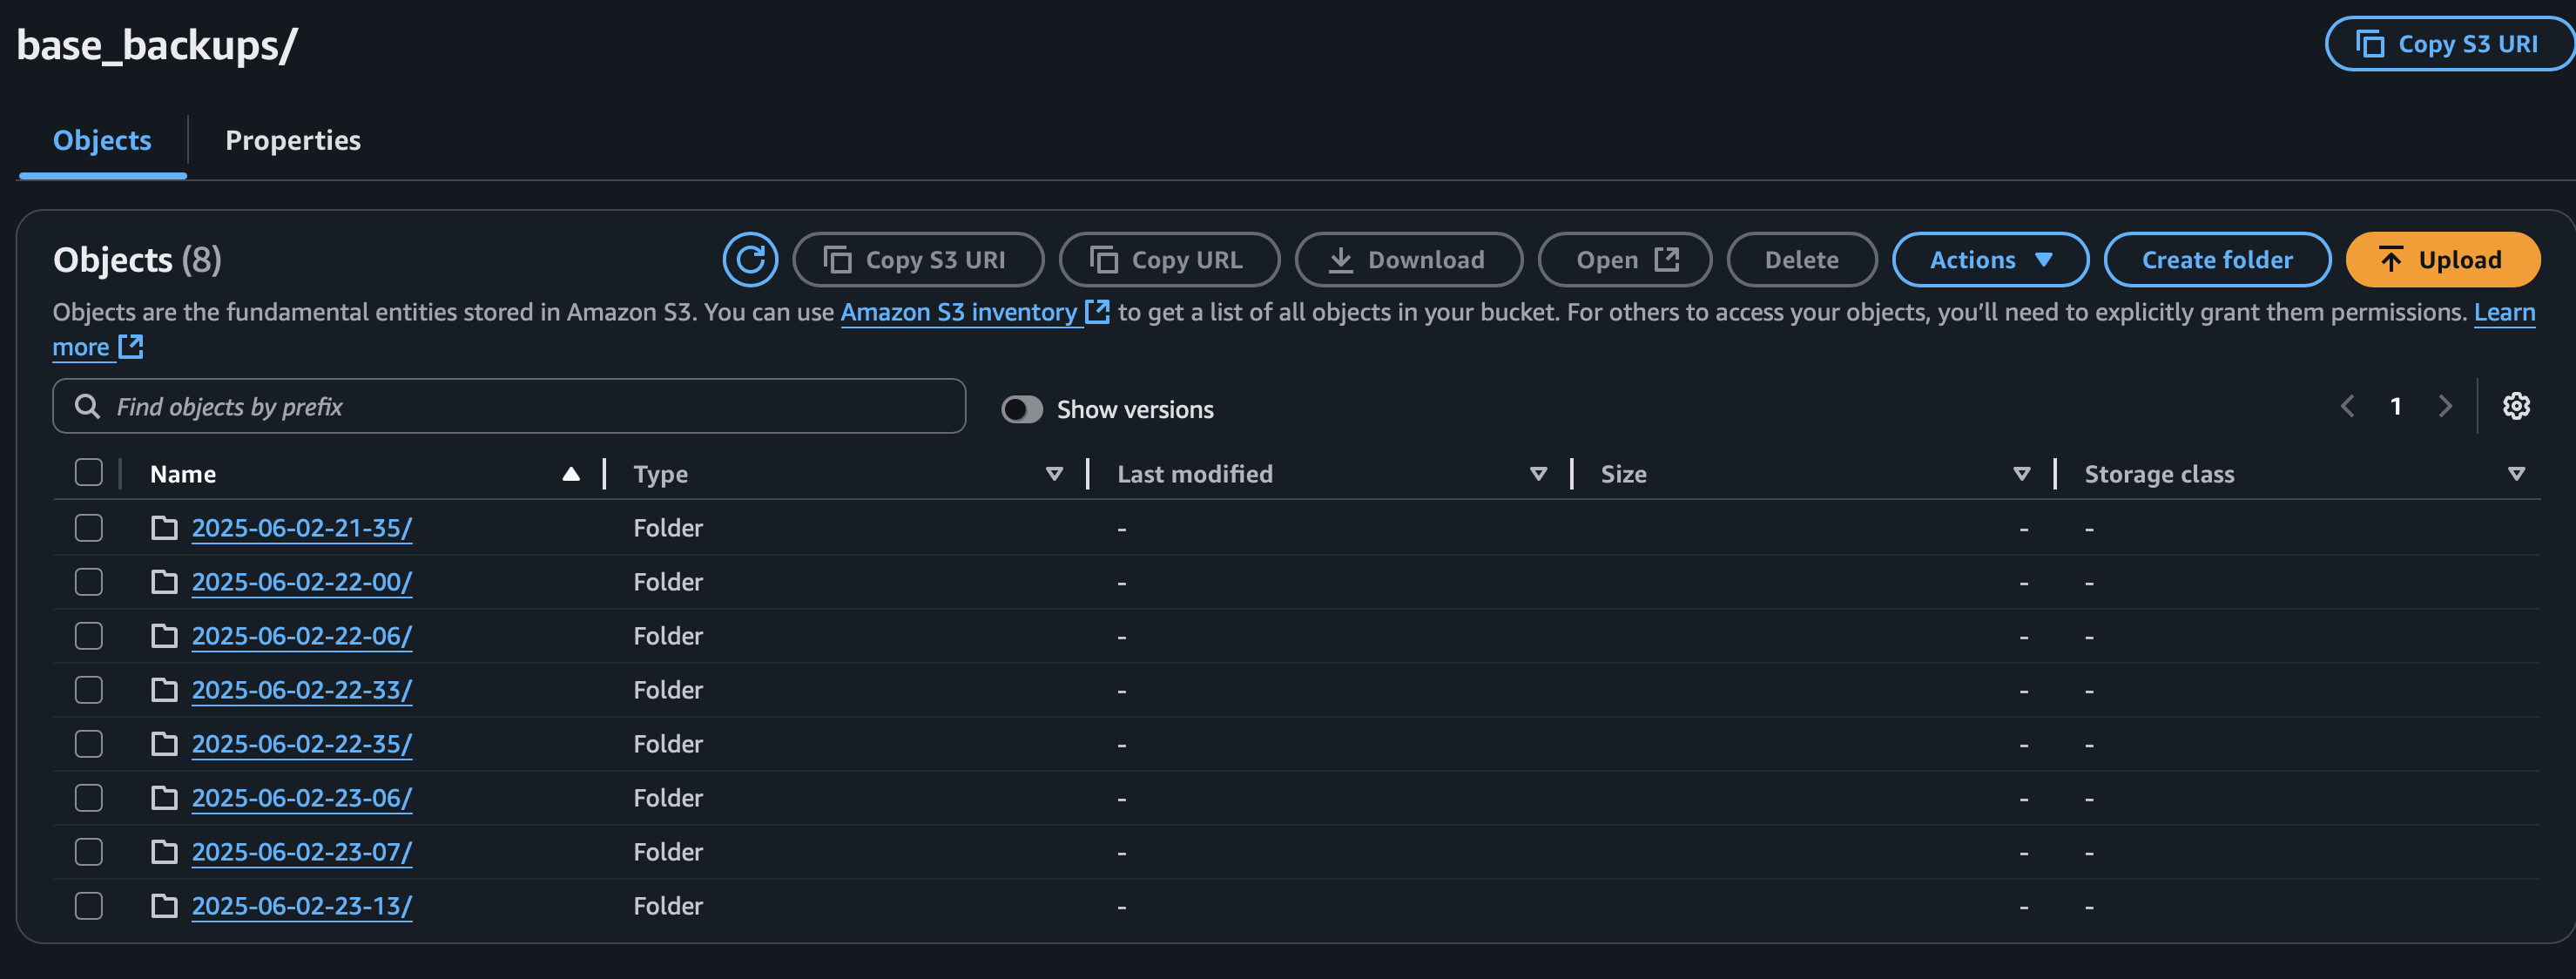 base_backups/
Copy S3 URI
Objects
Properties
Objects (8)
Copy S3 URI
Copy URL
Download
Open
Delete
Actions
Create folder
Upload
Objects are the fundamental entities stored in Amazon S3. You can use Amazon S3 inventory to get a list of all objects in your bucket. For others to access your objects, you’ll need to explicitly grant them permissions. Learn
more
Find objects by prefix
Show versions
1
Name Type Last modified Size Storage class
2025-06-02-21-35/ Folder - - -
2025-06-02-22-00/ Folder - - -
2025-06-02-22-06/ Folder - - -
2025-06-02-22-33/ Folder - - -
2025-06-02-22-35/ Folder - - -
2025-06-02-23-06/ Folder - - -
2025-06-02-23-07/ Folder - - -
2025-06-02-23-13/ Folder - - -